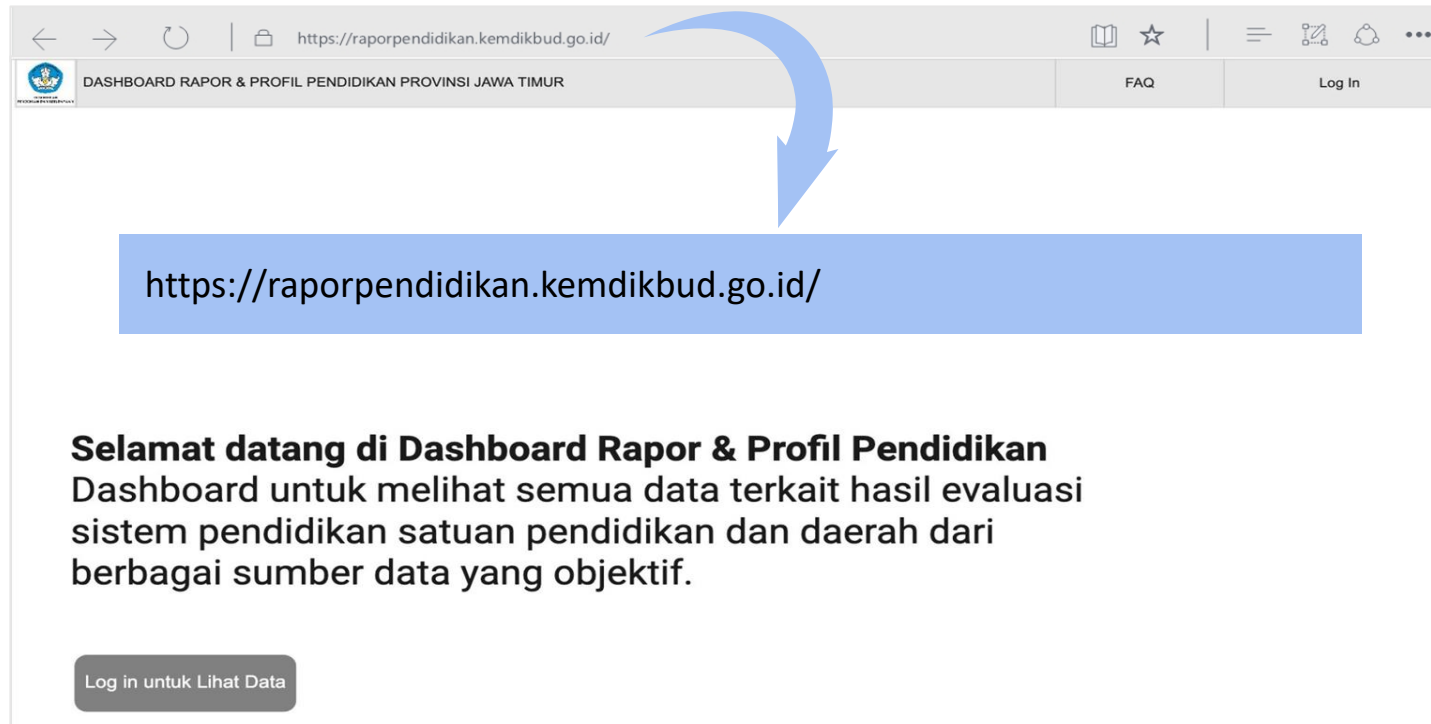 https://raporpendidikan.kemdikbud.go.id/
DASHBOARD RAPOR & PROFIL PENDIDIKAN PROVINSI JAWA TIMUR
FAQ
Log In
https://raporpendidikan.kemdikbud.go.id/
Selamat datang di Dashboard Rapor & Profil Pendidikan
Dashboard untuk melihat semua data terkait hasil evaluasi
sistem pendidikan satuan pendidikan dan daerah dari
berbagai sumber data yang objektif.
Log in untuk Lihat Data